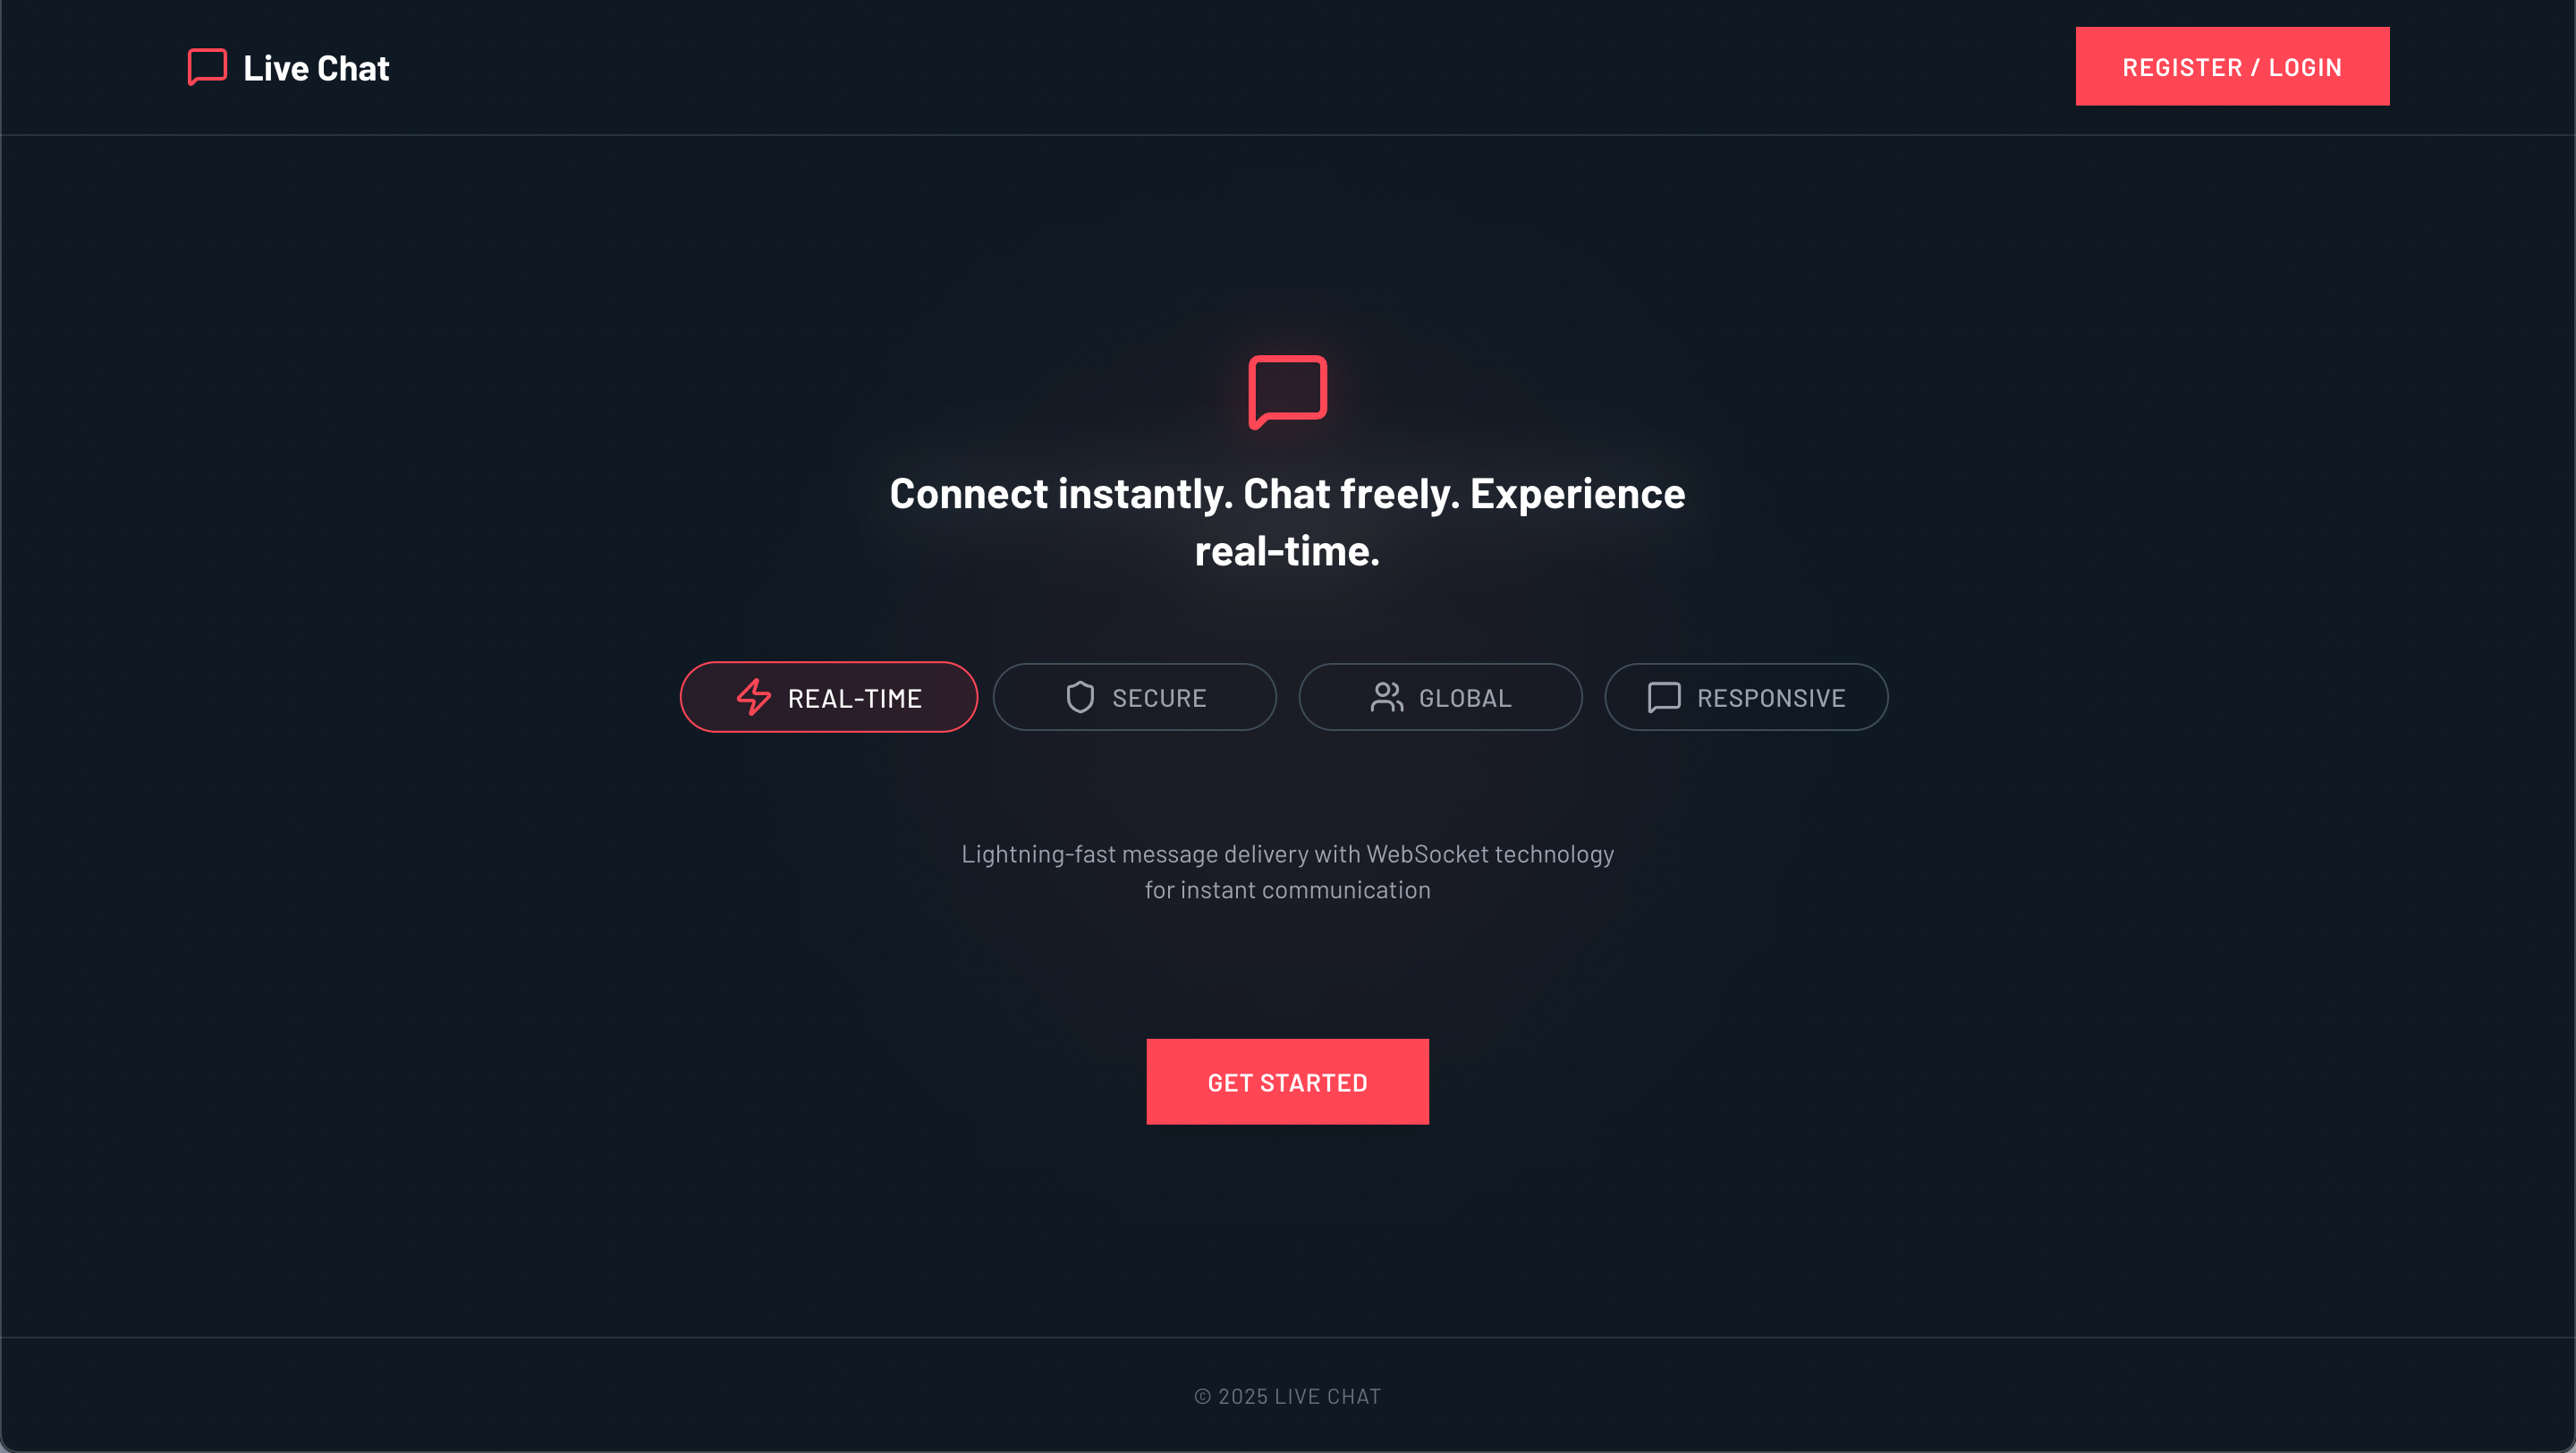 Live Chat
REGISTER / LOGIN
Connect instantly. Chat freely. Experience
real-time.
REAL-TIME
SECURE
GLOBAL
RESPONSIVE
Lightning-fast message delivery with WebSocket technology
for instant communication
GET STARTED
© 2025 LIVE CHAT